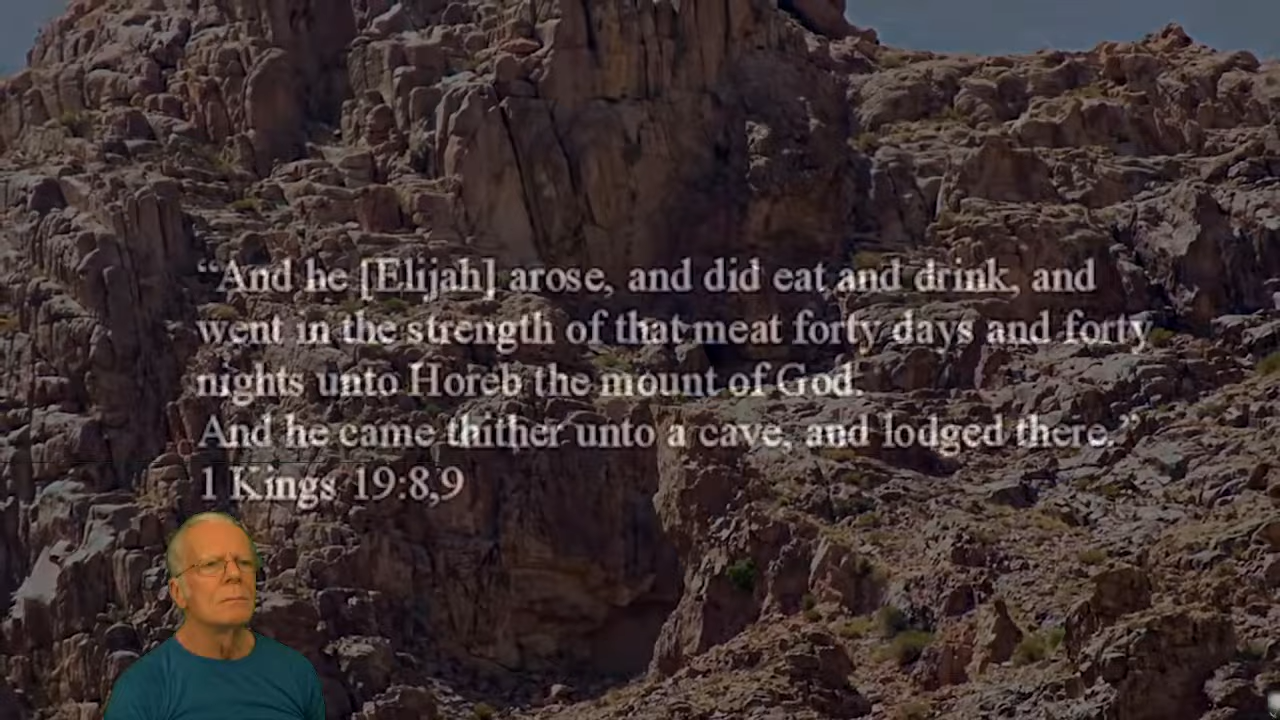 “And he [Elijah] arose, and did eat and drink, and
went in the strength of that meat forty days and forty
nights unto Horeb the mount of God.
And he came thither unto a cave, and lodged there.”
1 Kings 19:8,9